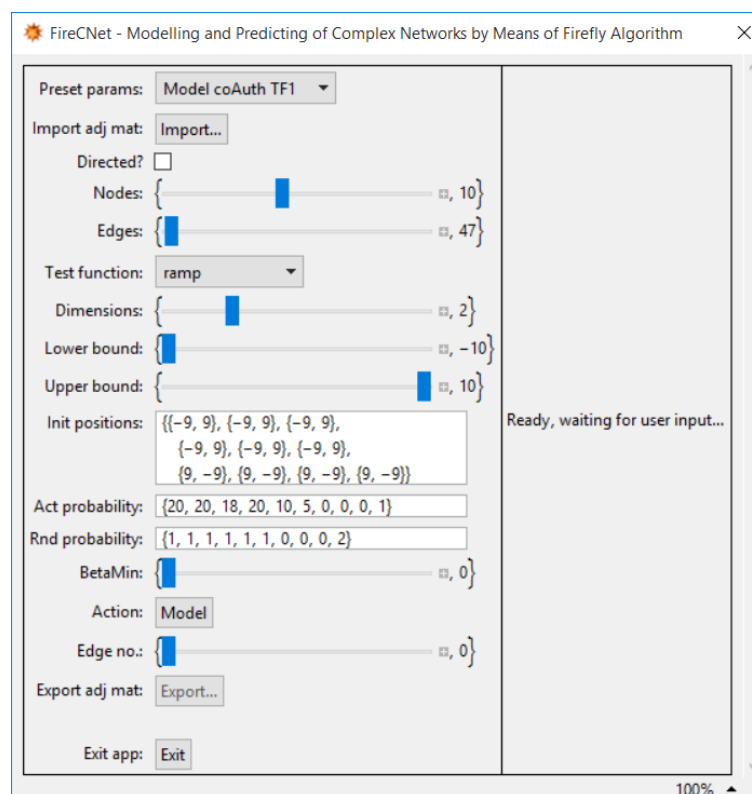 FireCNet - Modelling and Predicting of Complex Networks by Means of Firefly Algorithm
Preset params: Model coAuth TF1
Import adj mat: Import...
Directed?
Nodes: { , 10}
Edges: { , 47}
Test function: ramp
Dimensions: { , 2}
Lower bound: { , −10}
Upper bound: { , 10}
Init positions: {{−9, 9}, {−9, 9}, {−9, 9},
{−9, 9}, {−9, 9}, {−9, 9},
{9, −9}, {9, −9}, {9, −9}, {9, −9}}
Ready, waiting for user input...
Act probability: {20, 20, 18, 20, 10, 5, 0, 0, 0, 1}
Rnd probability: {1, 1, 1, 1, 1, 1, 0, 0, 0, 2}
BetaMin: { , 0}
Action: Model
Edge no.: { , 0}
Export adj mat: Export...
Exit app: Exit
100%